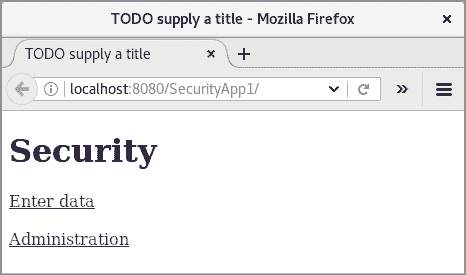 TODO supply a title - Mozilla Firefox
TODO supply a title
localhost:8080/SecurityApp1/
Security
Enter data
Administration